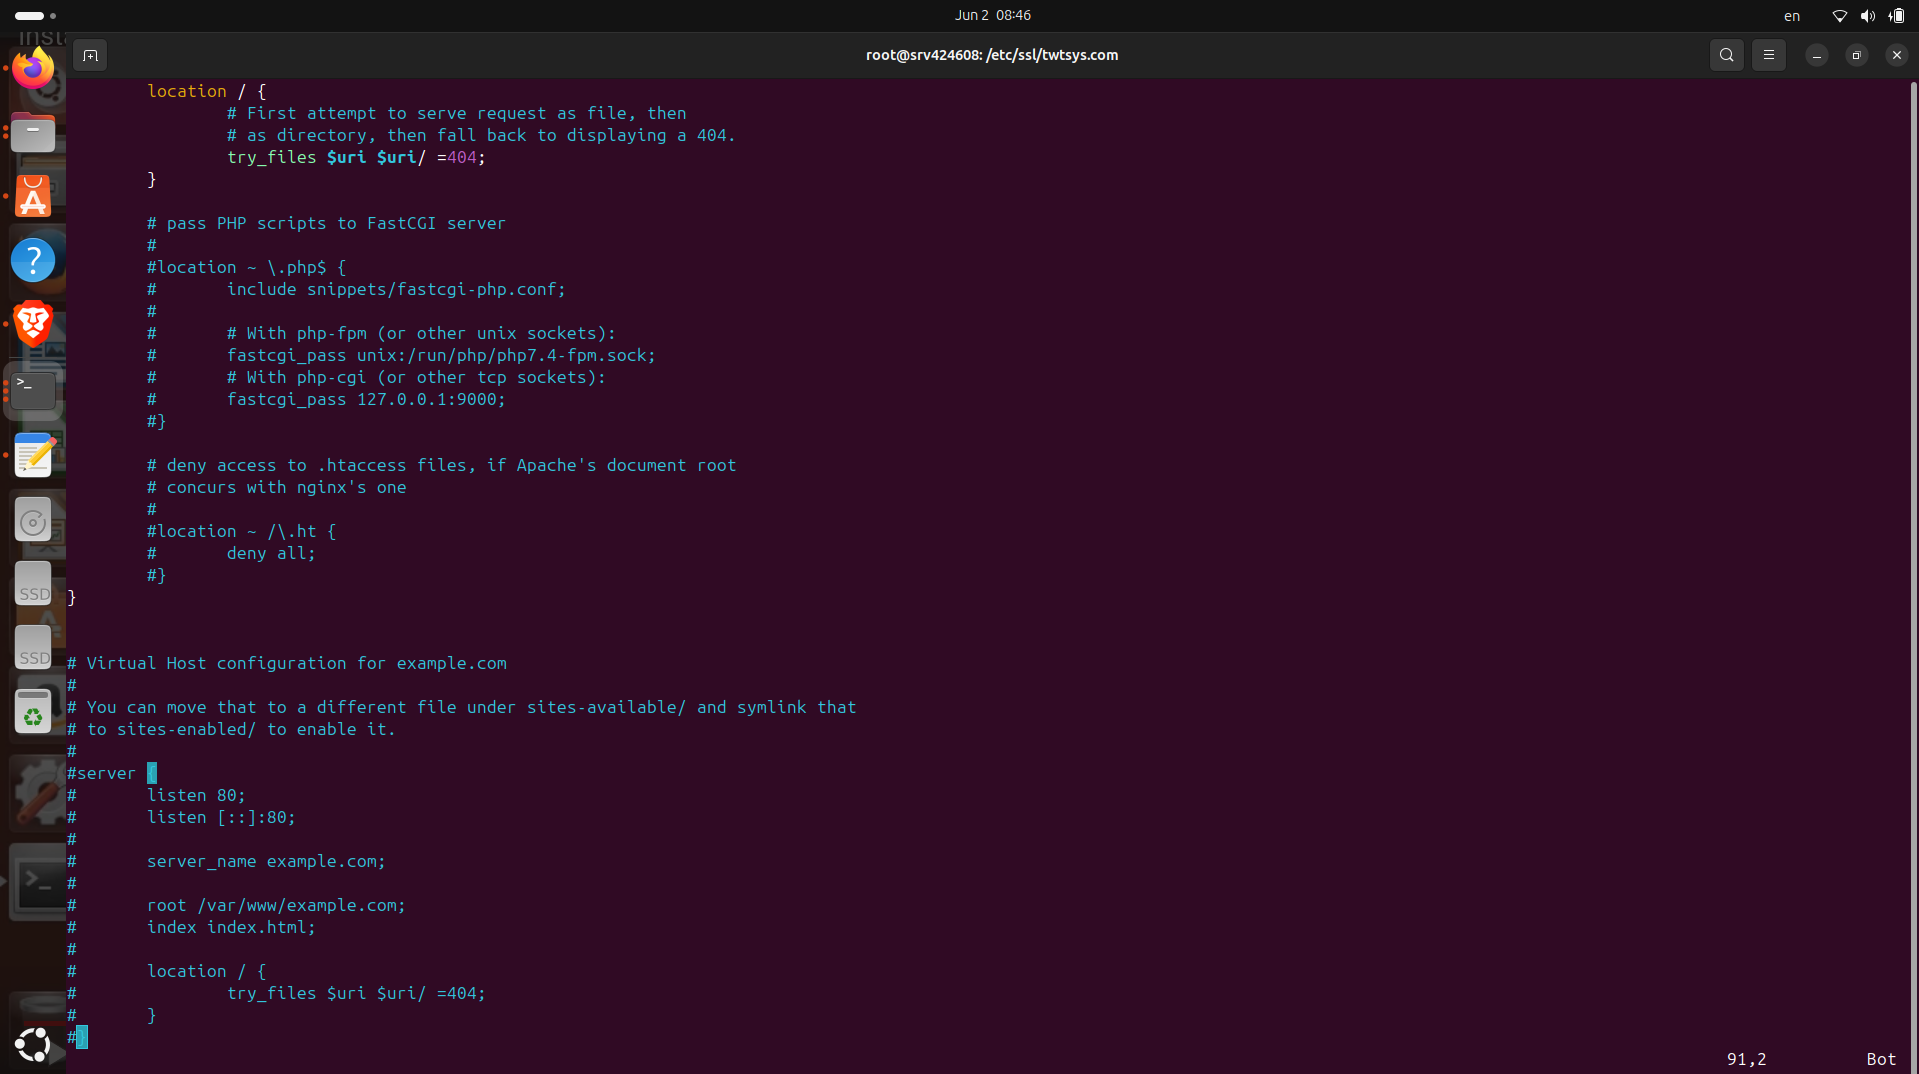 Jun 2 08:46
en
Insta
root@srv424608: /etc/ssl/twtsys.com
location / {
# First attempt to serve request as file, then
# as directory, then fall back to displaying a 404.
try_files $uri $uri/ =404;
}
# pass PHP scripts to FastCGI server
#
#location ~ \.php$ {
# include snippets/fastcgi-php.conf;
#
# # With php-fpm (or other unix sockets):
# fastcgi_pass unix:/run/php/php7.4-fpm.sock;
# # With php-cgi (or other tcp sockets):
# fastcgi_pass 127.0.0.1:9000;
#}
# deny access to .htaccess files, if Apache's document root
# concurs with nginx's one
#
#location ~ /\.ht {
# deny all;
#}
}
# Virtual Host configuration for example.com
#
# You can move that to a different file under sites-available/ and symlink that
# to sites-enabled/ to enable it.
#
#server {
# listen 80;
# listen [::]:80;
#
# server_name example.com;
#
# root /var/www/example.com;
# index index.html;
#
# location / {
# try_files $uri $uri/ =404;
# }
#}
91,2 Bot
SSD
SSD